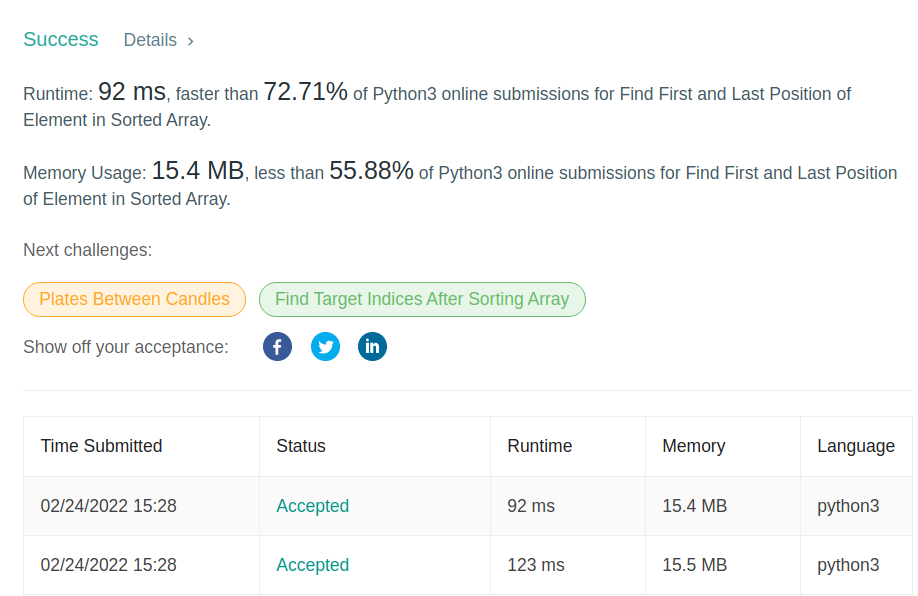 Success Details >
Runtime: 92 ms, faster than 72.71% of Python3 online submissions for Find First and Last Position of
Element in Sorted Array.
Memory Usage: 15.4 MB, less than 55.88% of Python3 online submissions for Find First and Last Position
of Element in Sorted Array.
Next challenges:
Plates Between Candles Find Target Indices After Sorting Array
Show off your acceptance: f in
Time Submitted Status Runtime Memory Language
02/24/2022 15:28 Accepted 92 ms 15.4 MB python3
02/24/2022 15:28 Accepted 123 ms 15.5 MB python3